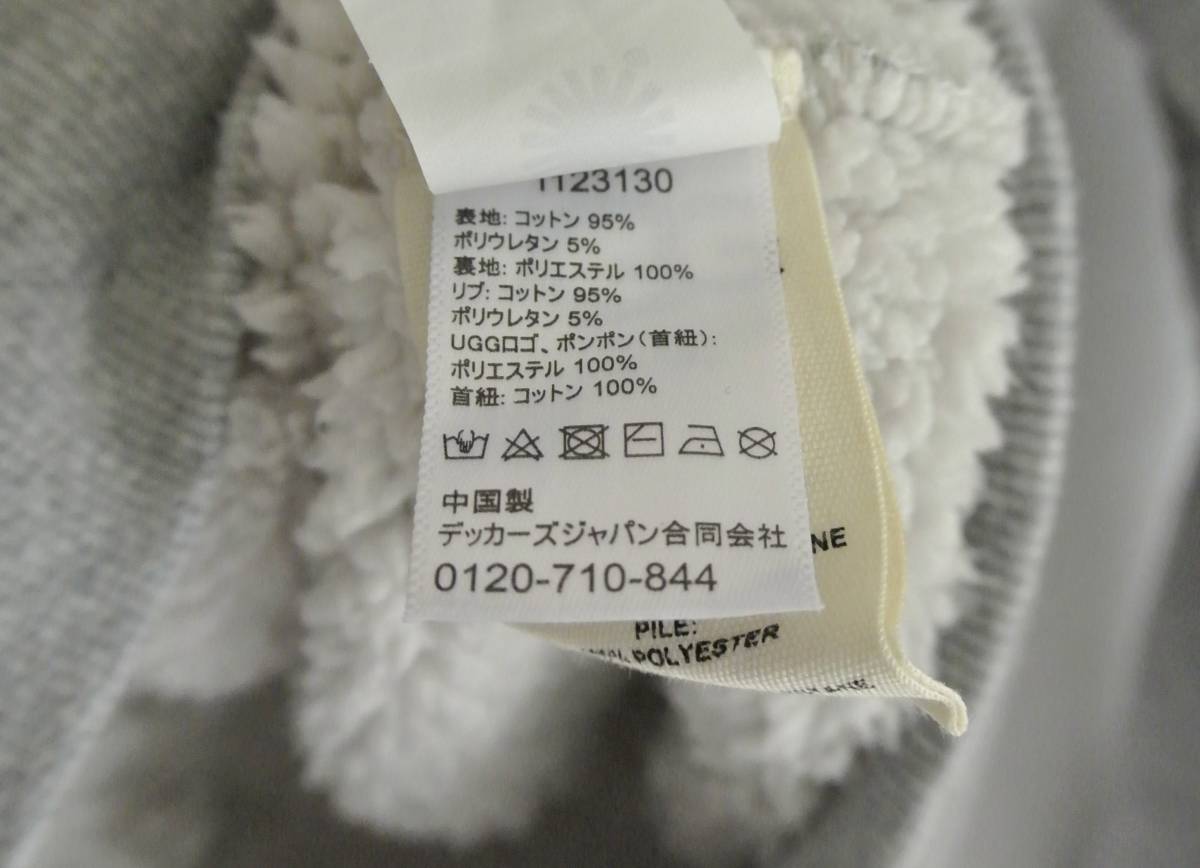 1123130
表地: コットン 95%
ポリウレタン 5%
裏地: ポリエステル 100%
リブ: コットン 95%
ポリウレタン 5%
UGGロゴ、ポンポン(首紐):
ポリエステル 100%
首紐: コットン 100%
中国製
デッカーズジャパン合同会社
0120-710-844
NE
PILE:
POLYESTER